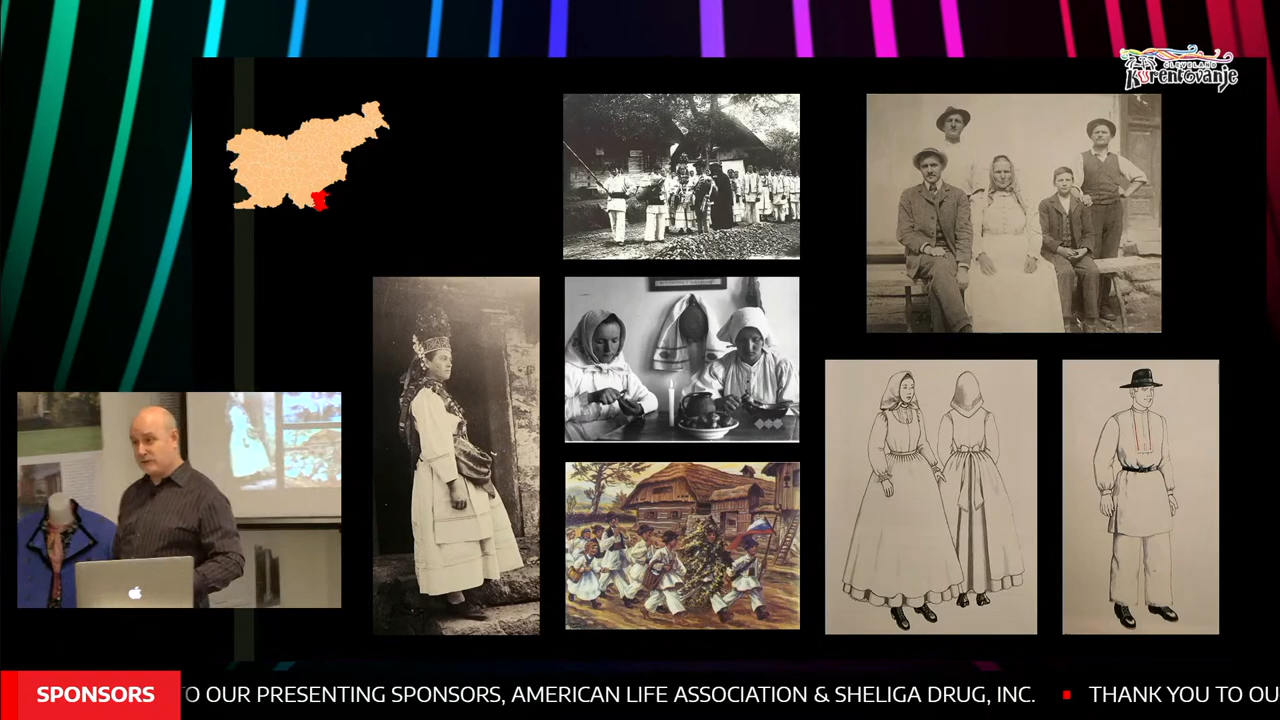 CLEVELAND
Kurentovanje
SPONSORS
O OUR PRESENTING SPONSORS, AMERICAN LIFE ASSOCIATION & SHELIGA DRUG, INC. ▪ THANK YOU TO OU